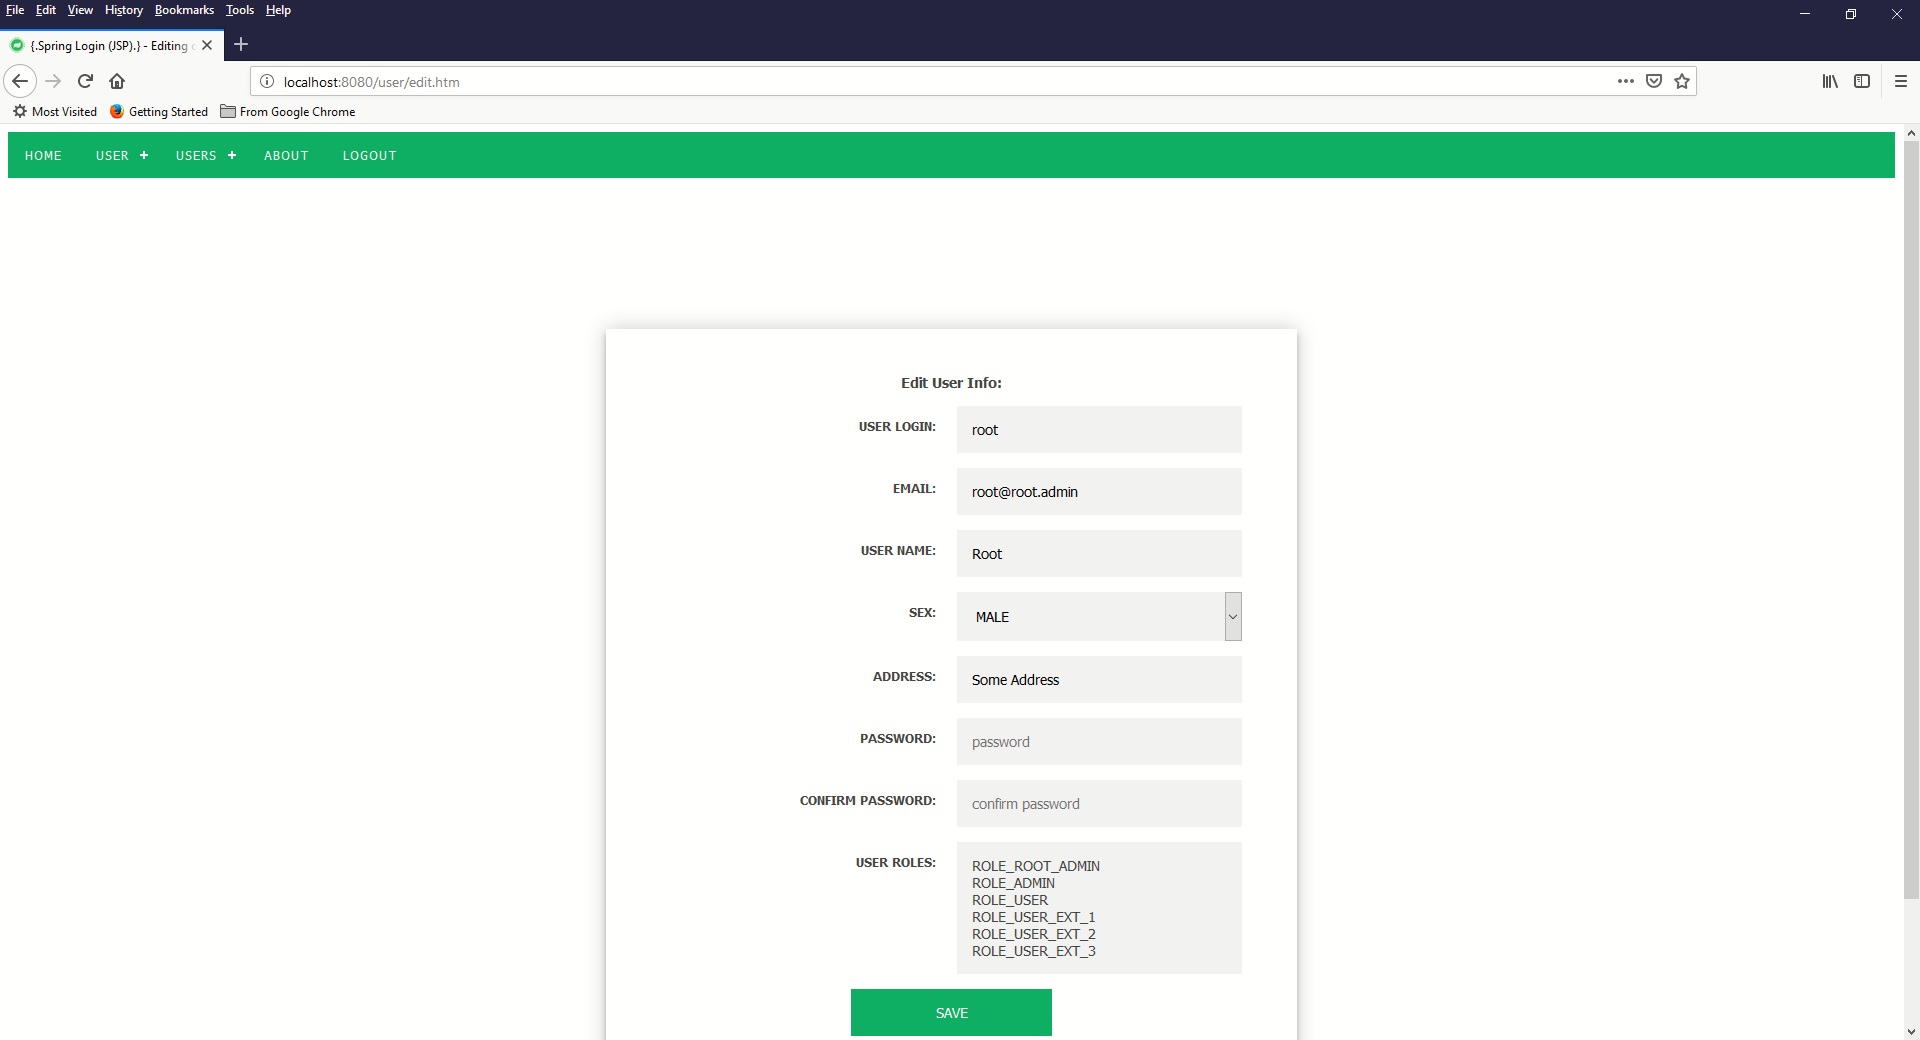 File Edit View History Bookmarks Tools Help
{.Spring Login (JSP).} - Editing
localhost:8080/user/edit.htm
Most Visited Getting Started From Google Chrome
HOME USER + USERS + ABOUT LOGOUT
Edit User Info:
USER LOGIN: root
EMAIL: root@root.admin
USER NAME: Root
SEX: MALE
ADDRESS: Some Address
PASSWORD: password
CONFIRM PASSWORD: confirm password
USER ROLES: ROLE_ROOT_ADMIN
ROLE_ADMIN
ROLE_USER
ROLE_USER_EXT_1
ROLE_USER_EXT_2
ROLE_USER_EXT_3
SAVE